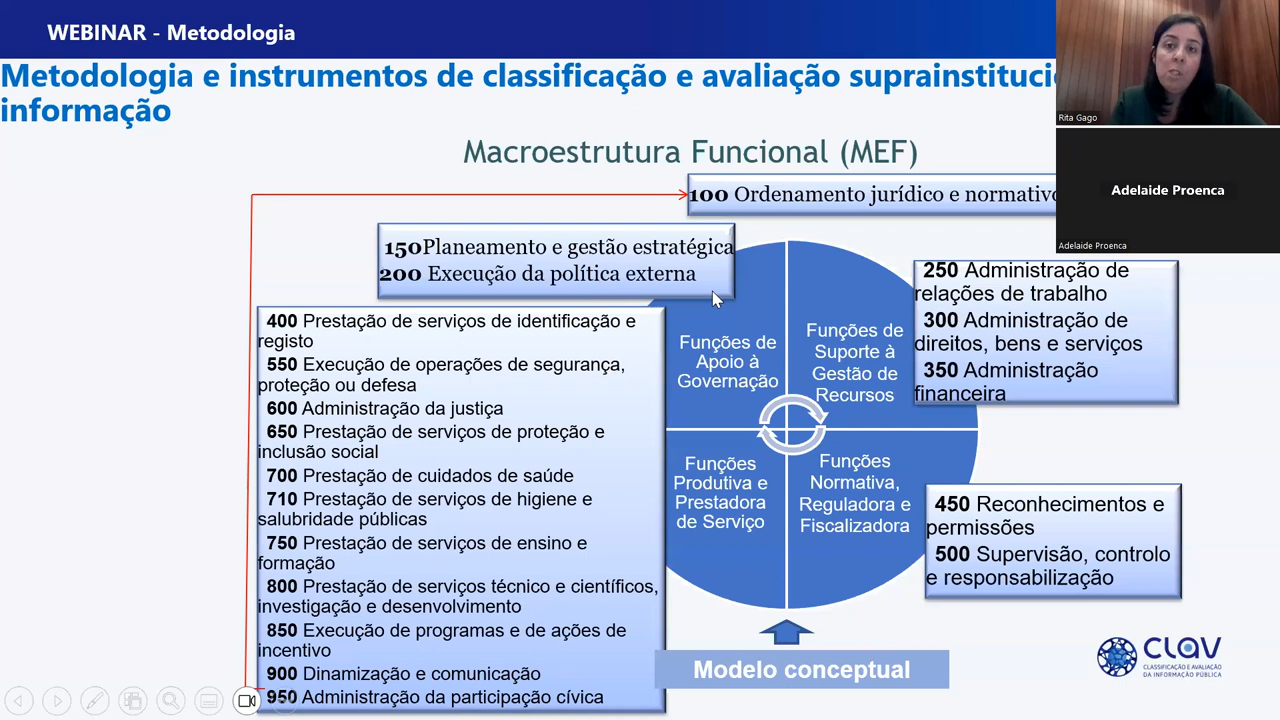 WEBINAR - Metodologia
Metodologia e instrumentos de classificação e avaliação suprainstituci
informação
Macroestrutura Funcional (MEF)
100 Ordenamento jurídico e normativo
150Planeamento e gestão estratégica
200 Execução da política externa
400 Prestação de serviços de identificação e
registo
550 Execução de operações de segurança,
proteção ou defesa
600 Administração da justiça
650 Prestação de serviços de proteção e
inclusão social
700 Prestação de cuidados de saúde
710 Prestação de serviços de higiene e
salubridade públicas
750 Prestação de serviços de ensino e
formação
800 Prestação de serviços técnico e científicos,
investigação e desenvolvimento
850 Execução de programas e de ações de
incentivo
900 Dinamização e comunicação
950 Administração da participação cívica
Funções de
Apoio à
Governação
Funções de
Suporte à
Gestão de
Recursos
Funções
Produtiva e
Prestadora
de Serviço
Funções
Normativa,
Reguladora e
Fiscalizadora
250 Administração de
relações de trabalho
300 Administração de
direitos, bens e serviços
350 Administração
financeira
450 Reconhecimentos e
permissões
500 Supervisão, controlo
e responsabilização
Modelo conceptual
CLAV
CLASSIFICAÇÃO E AVALIAÇÃO
DA INFORMAÇÃO PÚBLICA
Rita Gago
Adelaide Proenca
Adelaide Proenca